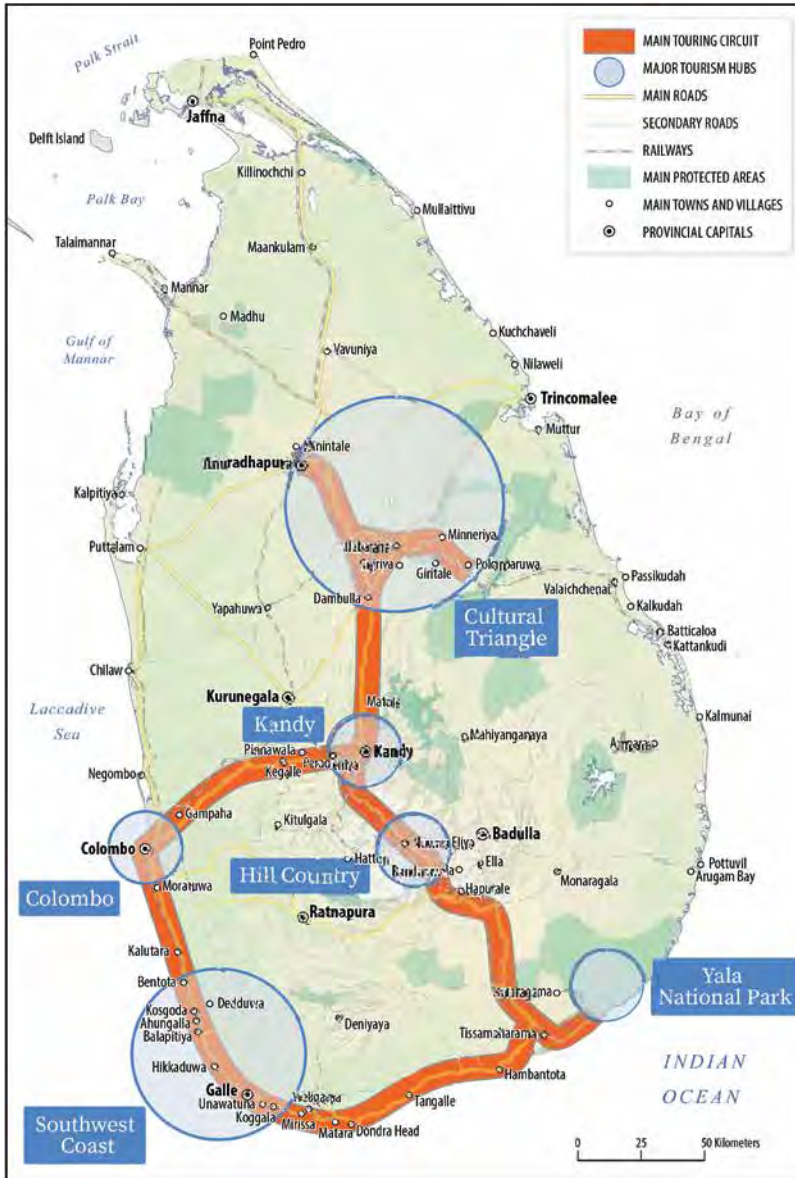 Point Pedro
Palk Strait
Jaffna
Delft Island
Killinochchi
Palk Bay
Mullaittivu
Talaimannar
Maankulam
Mannar
Madhu
Gulf of
Mannar
Vavuniya
Kuchchaveli
Nilaweli
Trincomalee
Muttur
Bay of
Bengal
MAIN TOURING CIRCUIT
MAJOR TOURISM HUBS
MAIN ROADS
SECONDARY ROADS
RAILWAYS
MAIN PROTECTED AREAS
MAIN TOWNS AND VILLAGES
PROVINCIAL CAPITALS
Kalpitiya
Puttalam
Minneriya
Giritale
Dambulla
Yapahuwa
Cultural
Triangle
Valaichchenai
Passikudah
Kalkudah
Batticaloa
Kattankudi
Chilaw
Kurunegala
Laccadive
Sea
Kandy
Kandy
Mahiyanganaya
Kalmunai
Negombo
Kegalle
Gampaha
Kitulgala
Colombo
Colombo
Badulla
Ella
Hatton
Hill Country
Monaragala
Pottuvil
Arugam Bay
Moratuwa
Ratnapura
Kalutara
Bentota
Yala
National Park
Dedduwa
Kosgoda
Ahungalla
Balapitiya
Deniyaya
Tissamaharama
Hikkaduwa
Hambantota
INDIAN
OCEAN
Galle
Unawatuna
Koggala
Tangalle
Mirissa
Matara
Dondra Head
Southwest
Coast
0 25 50 Kilometers